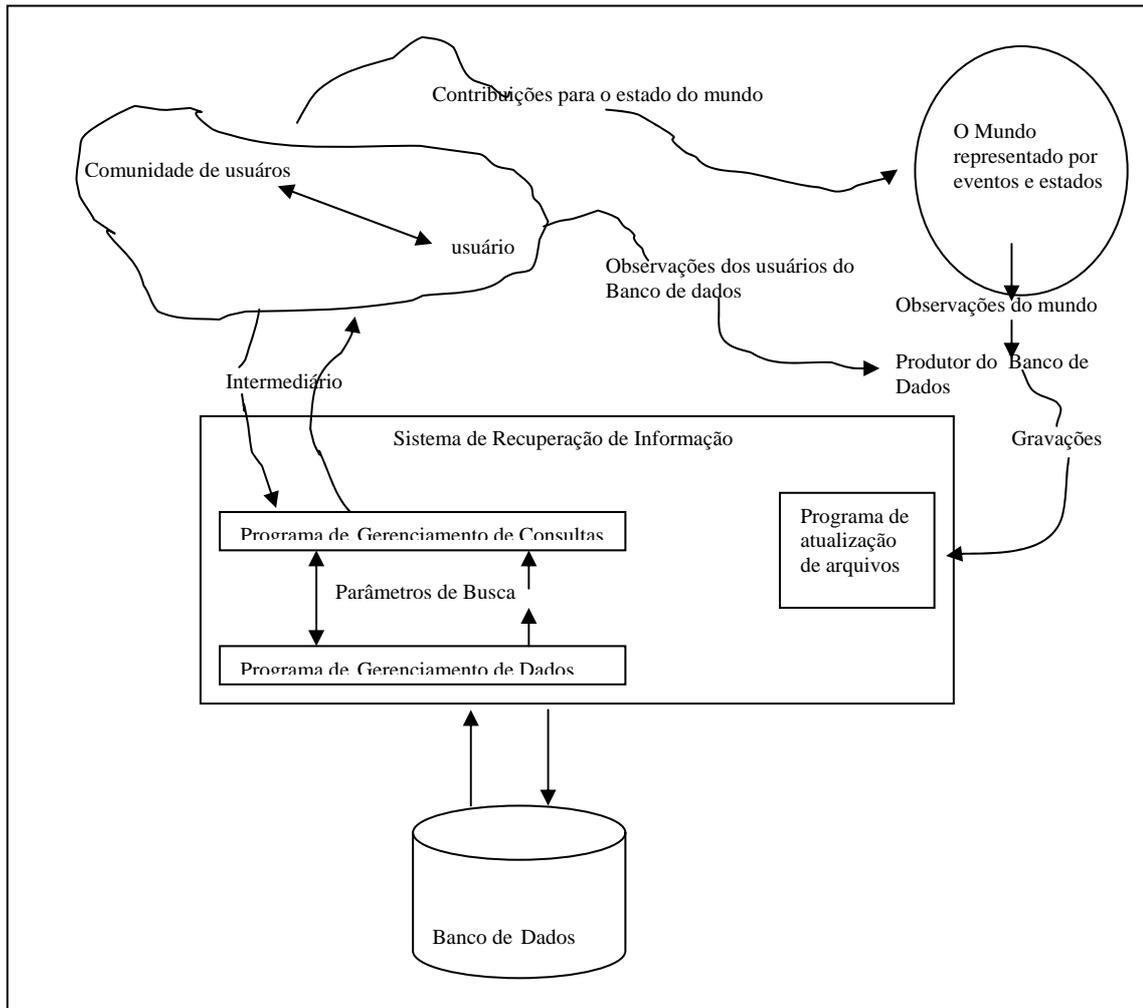 Contribuições para o estado do mundo
O Mundo
representado por
eventos e estados
Comunidade de usuáros
usuário
Observações dos usuários do
Banco de dados
Observações do mundo
Produtor do Banco de
Dados
Intermediário
Gravações
Sistema de Recuperação de Informação
Programa de Gerenciamento de Consultas
Programa de
atualização
de arquivos
Parâmetros de Busca
Programa de Gerenciamento de Dados
Banco de Dados